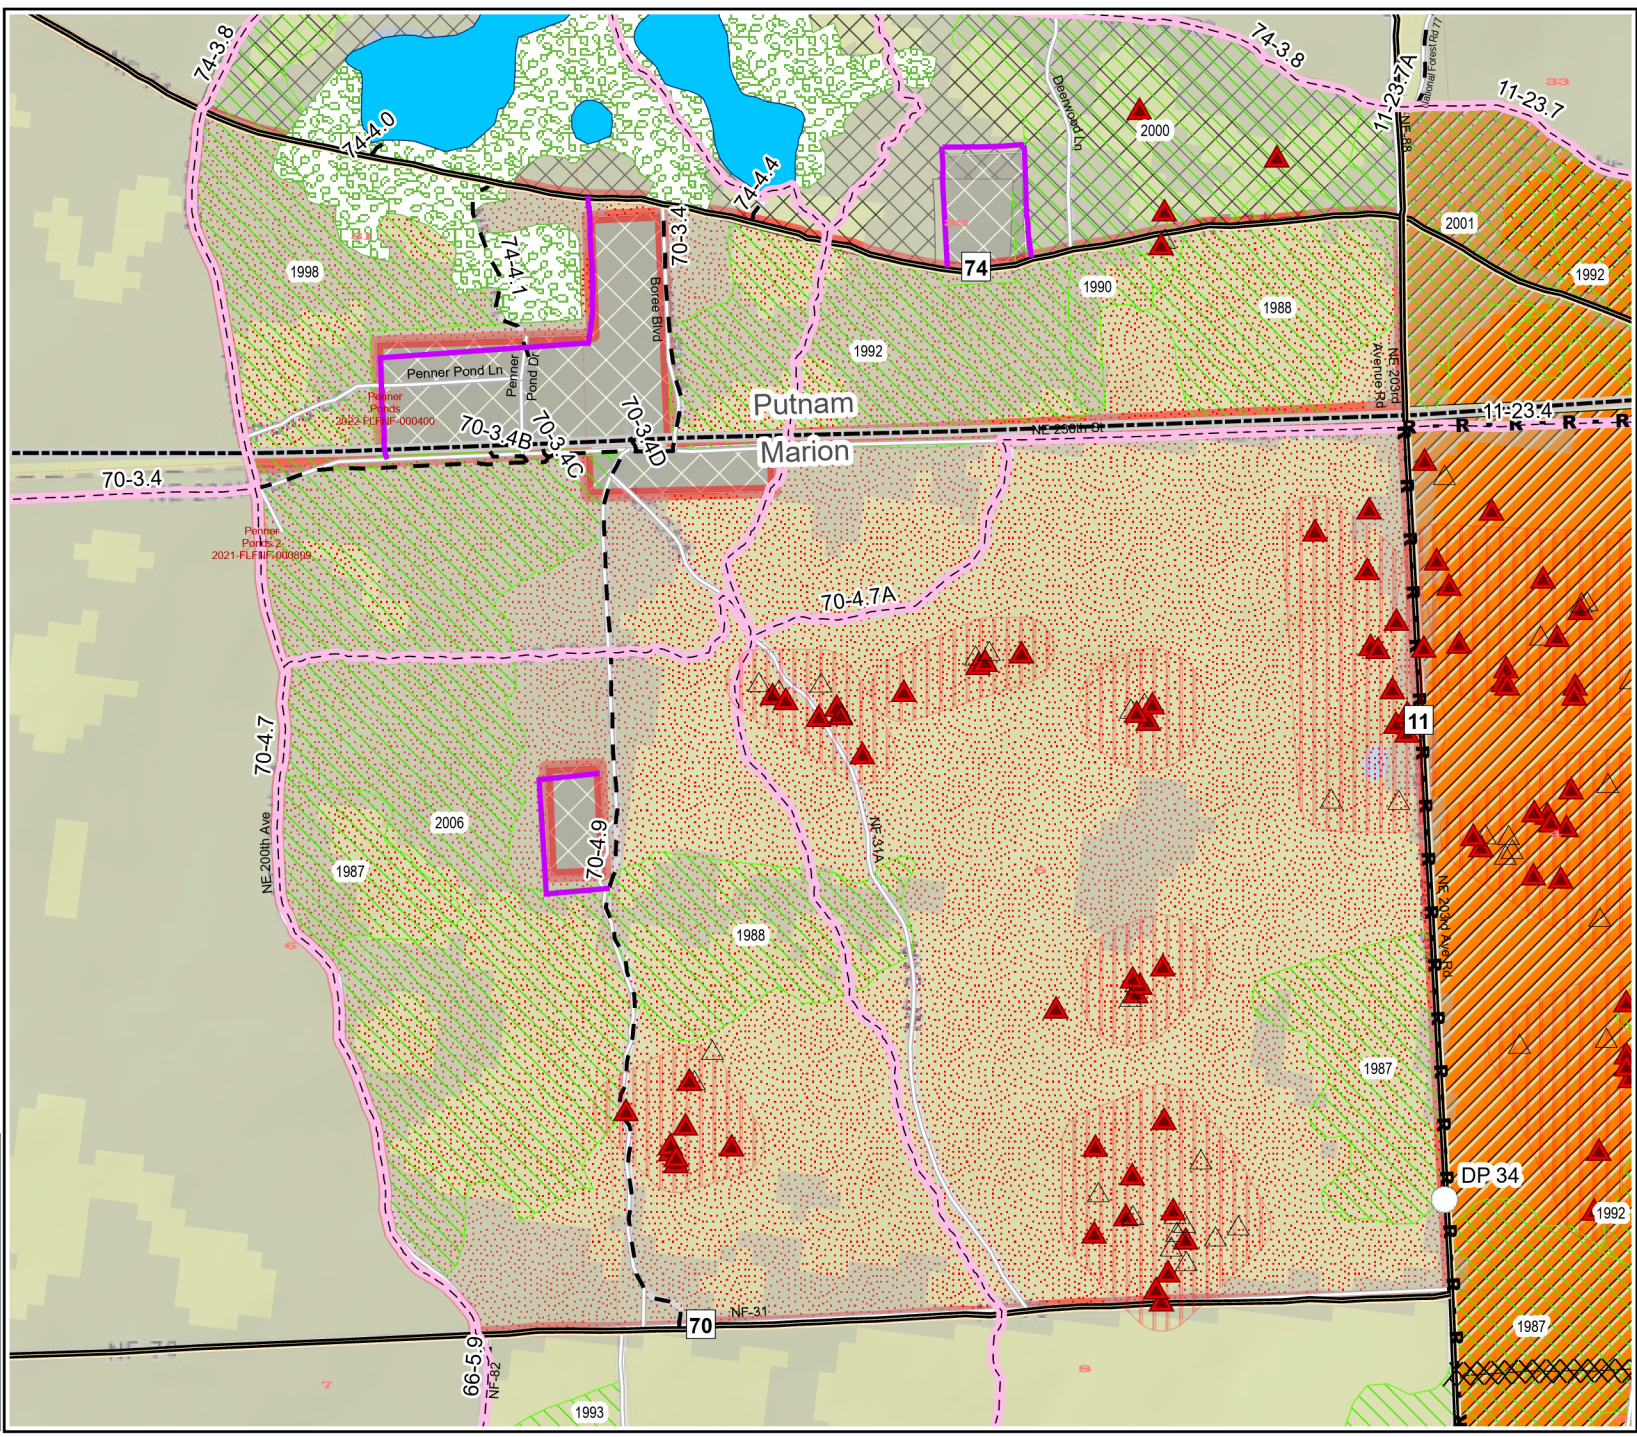 74-3.8
74-3.8
11-23.7A
National Forest Rd 77
33
11-23.7
Deerwood Ln
2000
NF-88
74-4.0
74-4.4
70-3.4
74-4.1
31
1998
2001
1992
74
1990
1988
Boree Blvd
1992
NE 203rd
Avenue Rd
Penner Pond Ln
Penner
Pond Dr
Penner
Ponds
2022-FLFNF-000400
Putnam
11-23.4
70-3.4B
70-3.4C
70-3.4D
NE 230th St
Marion
R R R R R
70-3.4
Penner
Ponds 2
2021-FLFNF-000899
70-4.7A
70-4.7
11
NE 200th Ave
2006
1987
70-4.9
NF-31A
6
1988
NE 203rd Ave Rd
1987
DP 34
1992
NF-31
70
66-5.9
NF-82
7
8
1993
1987